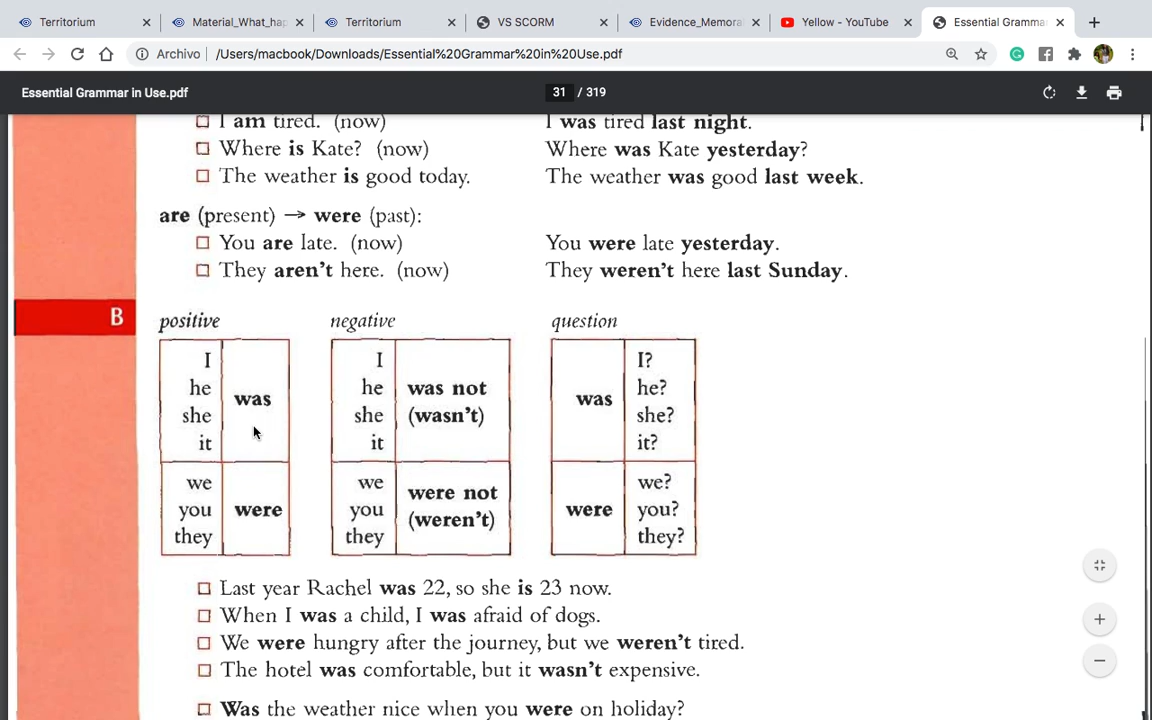 Territorium
Material_What_hap
Territorium
VS SCORM
Evidence_Memora
Yellow - YouTube
Essential Gramma
Archivo
/Users/macbook/Downloads/Essential%20Grammar%20in%20Use.pdf
Essential Grammar in Use.pdf
31 / 319
I am tired. (now)
I was tired last night.
Where is Kate? (now)
Where was Kate yesterday?
The weather is good today.
The weather was good last week.
are (present) → were (past):
You are late. (now)
You were late yesterday.
They aren't here. (now)
They weren't here last Sunday.
B
positive
I
he
she
it
was
we
you
they
were
negative
I
he
she
it
was not
(wasn't)
we
you
they
were not
(weren't)
question
was
I?
he?
she?
it?
were
we?
you?
they?
Last year Rachel was 22, so she is 23 now.
When I was a child, I was afraid of dogs.
We were hungry after the journey, but we weren't tired.
The hotel was comfortable, but it wasn't expensive.
Was the weather nice when you were on holiday?